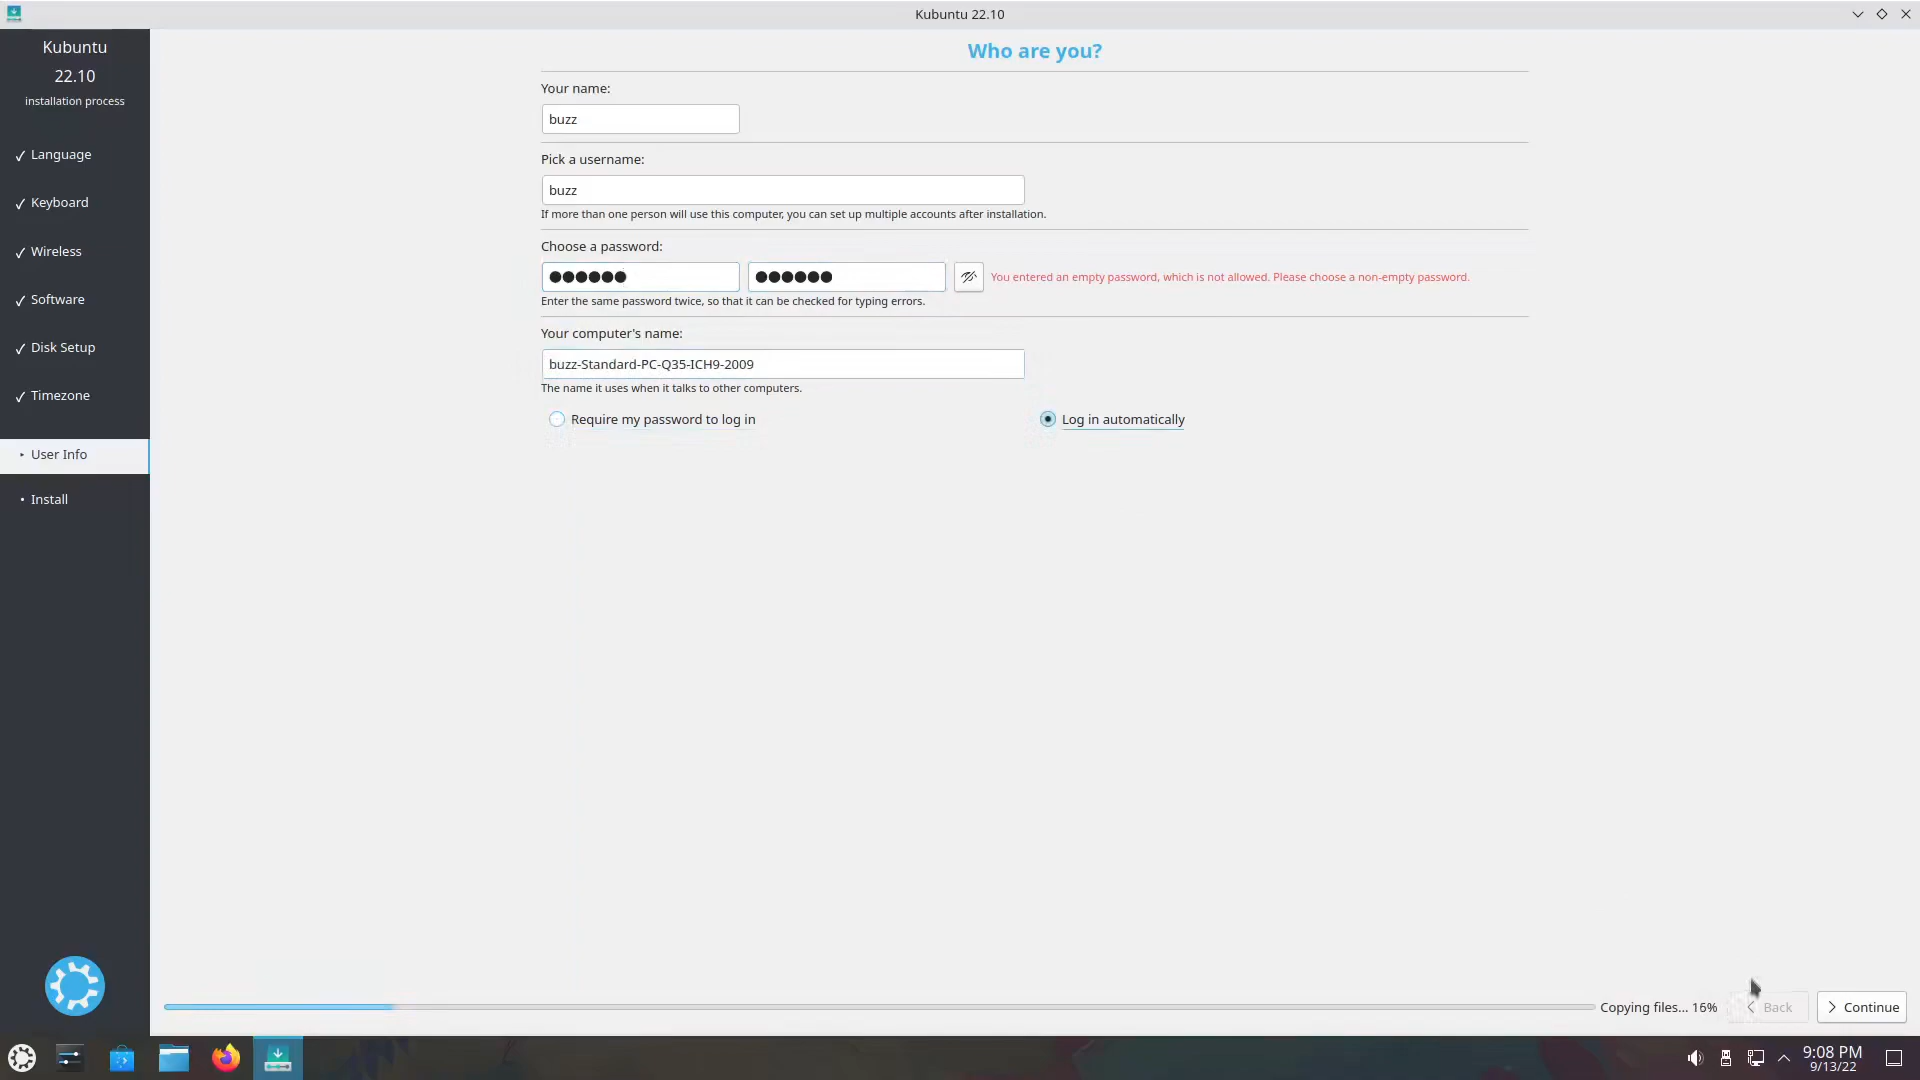 Kubuntu 22.10
Kubuntu
22.10
installation process
Language
Keyboard
Wireless
Software
Disk Setup
Timezone
User Info
Install
Who are you?
Your name:
buzz
Pick a username:
buzz
If more than one person will use this computer, you can set up multiple accounts after installation.
Choose a password:
You entered an empty password, which is not allowed. Please choose a non-empty password.
Enter the same password twice, so that it can be checked for typing errors.
Your computer's name:
buzz-Standard-PC-Q35-ICH9-2009
The name it uses when it talks to other computers.
Require my password to log in
Log in automatically
Copying files... 16%
Back
Continue
9:08 PM
9/13/22